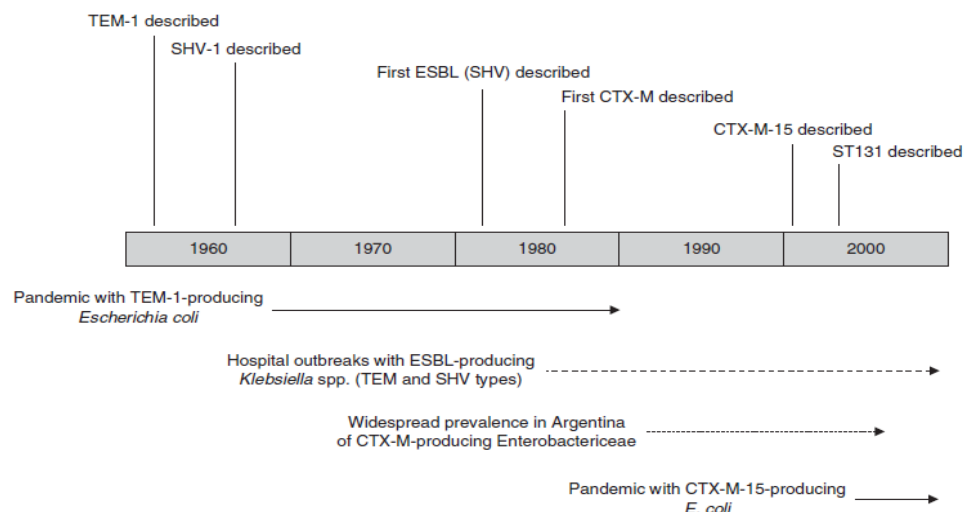 TEM-1 described
SHV-1 described
First ESBL (SHV) described
First CTX-M described
CTX-M-15 described
ST131 described
1960 1970 1980 1990 2000
Pandemic with TEM-1-producing
Escherichia coli
Hospital outbreaks with ESBL-producing
Klebsiella spp. (TEM and SHV types)
Widespread prevalence in Argentina
of CTX-M-producing Enterobactericeae
Pandemic with CTX-M-15-producing
E. coli